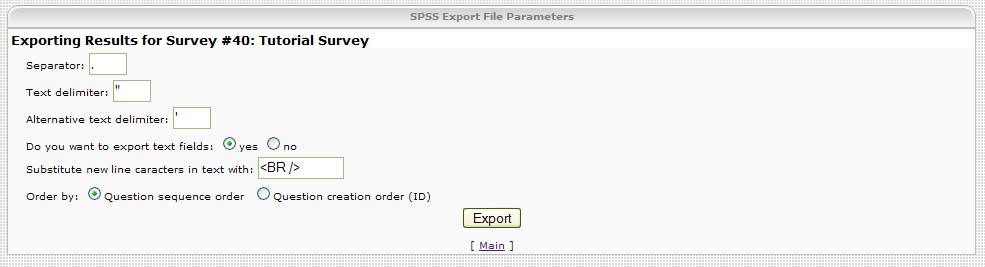 SPSS Export File Parameters
Exporting Results for Survey #40: Tutorial Survey
Separator: .
Text delimiter: "
Alternative text delimiter: '
Do you want to export text fields: yes no
Substitute new line caracters in text with: <BR />
Order by: Question sequence order Question creation order (ID)
Export
[ Main ]